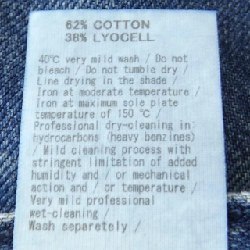 62% COTTON
38% LYOCELL
40°C very mild wash / Do not
bleach / Do not tumble dry /
Line drying in the shade /
Iron at moderate temperature /
Iron at maximum sole plate
temperature of 150 °C /
Professional dry-cleaning in
hydrocarbons (heavy benzines)
/ Mild cleaning process with
stringent limitation of added
humidity and / or mechanical
action and / or temperature /
Very mild professional
wet-cleaning /
Wash separately /